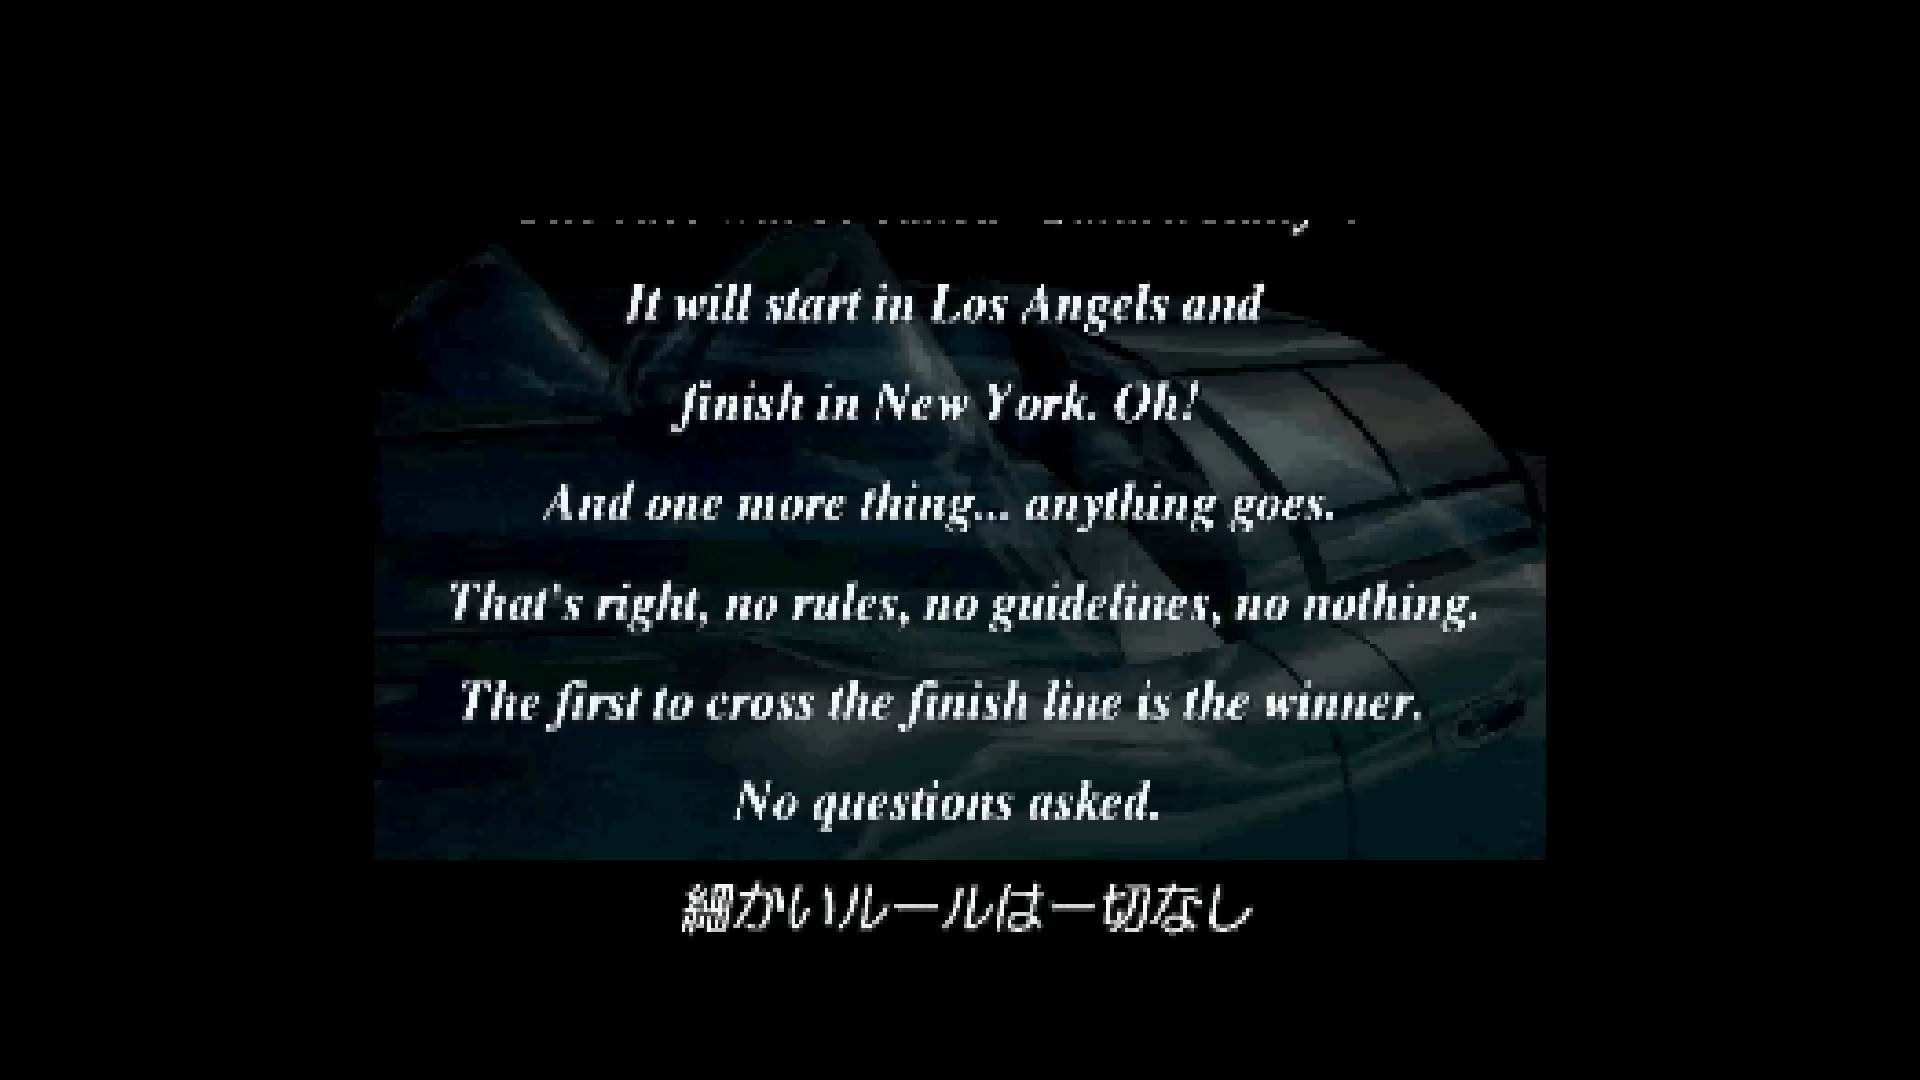 It will start in Los Angels and
finish in New York. Oh!
And one more thing... anything goes.
That's right, no rules, no guidelines, no nothing.
The first to cross the finish line is the winner.
No questions asked.
細かいルールは一切なし